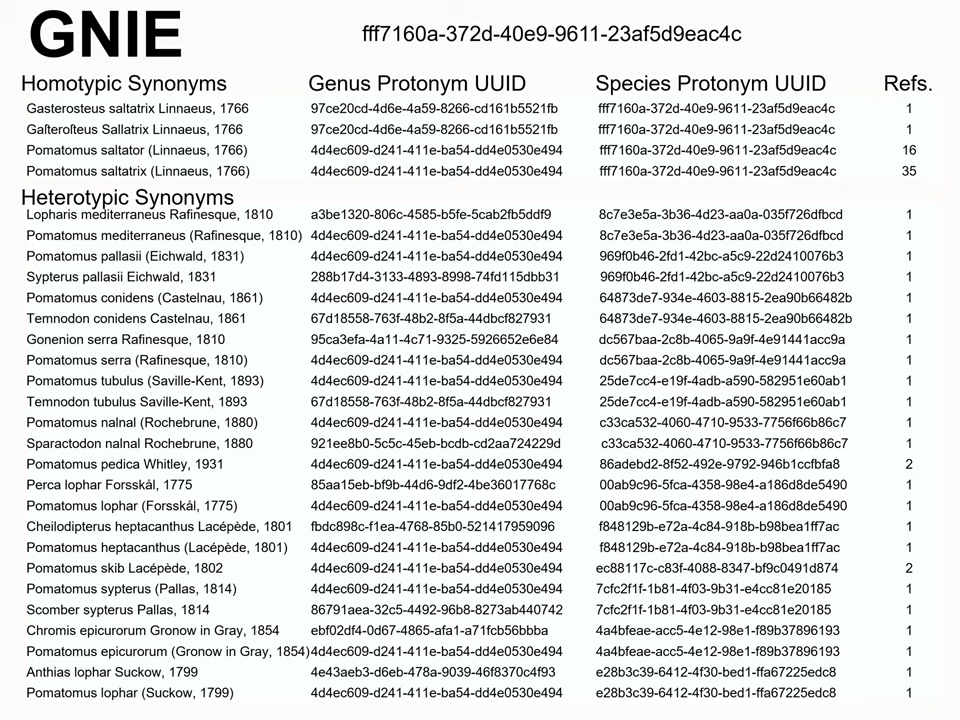 GNIE fff7160a-372d-40e9-9611-23af5d9eac4c
Homotypic Synonyms Genus Protonym UUID Species Protonym UUID Refs.
Gasterosteus saltatrix Linnaeus, 1766 97ce20cd-4d6e-4a59-8266-cd161b5521fb fff7160a-372d-40e9-9611-23af5d9eac4c 1
Gaſteroſteus Sallatrix Linnaeus, 1766 97ce20cd-4d6e-4a59-8266-cd161b5521fb fff7160a-372d-40e9-9611-23af5d9eac4c 1
Pomatomus saltator (Linnaeus, 1766) 4d4ec609-d241-411e-ba54-dd4e0530e494 fff7160a-372d-40e9-9611-23af5d9eac4c 16
Pomatomus saltatrix (Linnaeus, 1766) 4d4ec609-d241-411e-ba54-dd4e0530e494 fff7160a-372d-40e9-9611-23af5d9eac4c 35
Heterotypic Synonyms
Lopharis mediterraneus Rafinesque, 1810 a3be1320-806c-4585-b5fe-5cab2fb5ddf9 8c7e3e5a-3b36-4d23-aa0a-035f726dfbcd 1
Pomatomus mediterraneus (Rafinesque, 1810) 4d4ec609-d241-411e-ba54-dd4e0530e494 8c7e3e5a-3b36-4d23-aa0a-035f726dfbcd 1
Pomatomus pallasii (Eichwald, 1831) 4d4ec609-d241-411e-ba54-dd4e0530e494 969f0b46-2fd1-42bc-a5c9-22d2410076b3 1
Sypterus pallasii Eichwald, 1831 288b17d4-3133-4893-8998-74fd115dbb31 969f0b46-2fd1-42bc-a5c9-22d2410076b3 1
Pomatomus conidens (Castelnau, 1861) 4d4ec609-d241-411e-ba54-dd4e0530e494 64873de7-934e-4603-8815-2ea90b66482b 1
Temnodon conidens Castelnau, 1861 67d18558-763f-48b2-8f5a-44dbcf827931 64873de7-934e-4603-8815-2ea90b66482b 1
Gonenion serra Rafinesque, 1810 95ca3efa-4a11-4c71-9325-5926652e6e84 dc567baa-2c8b-4065-9a9f-4e91441acc9a 1
Pomatomus serra (Rafinesque, 1810) 4d4ec609-d241-411e-ba54-dd4e0530e494 dc567baa-2c8b-4065-9a9f-4e91441acc9a 1
Pomatomus tubulus (Saville-Kent, 1893) 4d4ec609-d241-411e-ba54-dd4e0530e494 25de7cc4-e19f-4adb-a590-582951e60ab1 1
Temnodon tubulus Saville-Kent, 1893 67d18558-763f-48b2-8f5a-44dbcf827931 25de7cc4-e19f-4adb-a590-582951e60ab1 1
Pomatomus nalnal (Rochebrune, 1880) 4d4ec609-d241-411e-ba54-dd4e0530e494 c33ca532-4060-4710-9533-7756f66b86c7 1
Sparactodon nalnal Rochebrune, 1880 921ee8b0-5c5c-45eb-bcdb-cd2aa724229d c33ca532-4060-4710-9533-7756f66b86c7 1
Pomatomus pedica Whitley, 1931 4d4ec609-d241-411e-ba54-dd4e0530e494 86adebd2-8f52-492e-9792-946b1ccfbfa8 2
Perca lophar Forsskål, 1775 85aa15eb-bf9b-44d6-9df2-4be36017768c 00ab9c96-5fca-4358-98e4-a186d8de5490 1
Pomatomus lophar (Forsskål, 1775) 4d4ec609-d241-411e-ba54-dd4e0530e494 00ab9c96-5fca-4358-98e4-a186d8de5490 1
Cheilodipterus heptacanthus Lacépède, 1801 fbdc898c-f1ea-4768-85b0-521417959096 f848129b-e72a-4c84-918b-b98bea1ff7ac 1
Pomatomus heptacanthus (Lacépède, 1801) 4d4ec609-d241-411e-ba54-dd4e0530e494 f848129b-e72a-4c84-918b-b98bea1ff7ac 1
Pomatomus skib Lacépède, 1802 4d4ec609-d241-411e-ba54-dd4e0530e494 ec88117c-c83f-4088-8347-bf9c0491d874 2
Pomatomus sypterus (Pallas, 1814) 4d4ec609-d241-411e-ba54-dd4e0530e494 7cfc2f1f-1b81-4f03-9b31-e4cc81e20185 1
Scomber sypterus Pallas, 1814 86791aea-32c5-4492-96b8-8273ab440742 7cfc2f1f-1b81-4f03-9b31-e4cc81e20185 1
Chromis epicurorum Gronow in Gray, 1854 ebf02df4-0d67-4865-afa1-a71fcb56bbba 4a4bfeae-acc5-4e12-98e1-f89b37896193 1
Pomatomus epicurorum (Gronow in Gray, 1854) 4d4ec609-d241-411e-ba54-dd4e0530e494 4a4bfeae-acc5-4e12-98e1-f89b37896193 1
Anthias lophar Suckow, 1799 4e43aeb3-d6eb-478a-9039-46f8370c4f93 e28b3c39-6412-4f30-bed1-ffa67225edc8 1
Pomatomus lophar (Suckow, 1799) 4d4ec609-d241-411e-ba54-dd4e0530e494 e28b3c39-6412-4f30-bed1-ffa67225edc8 1